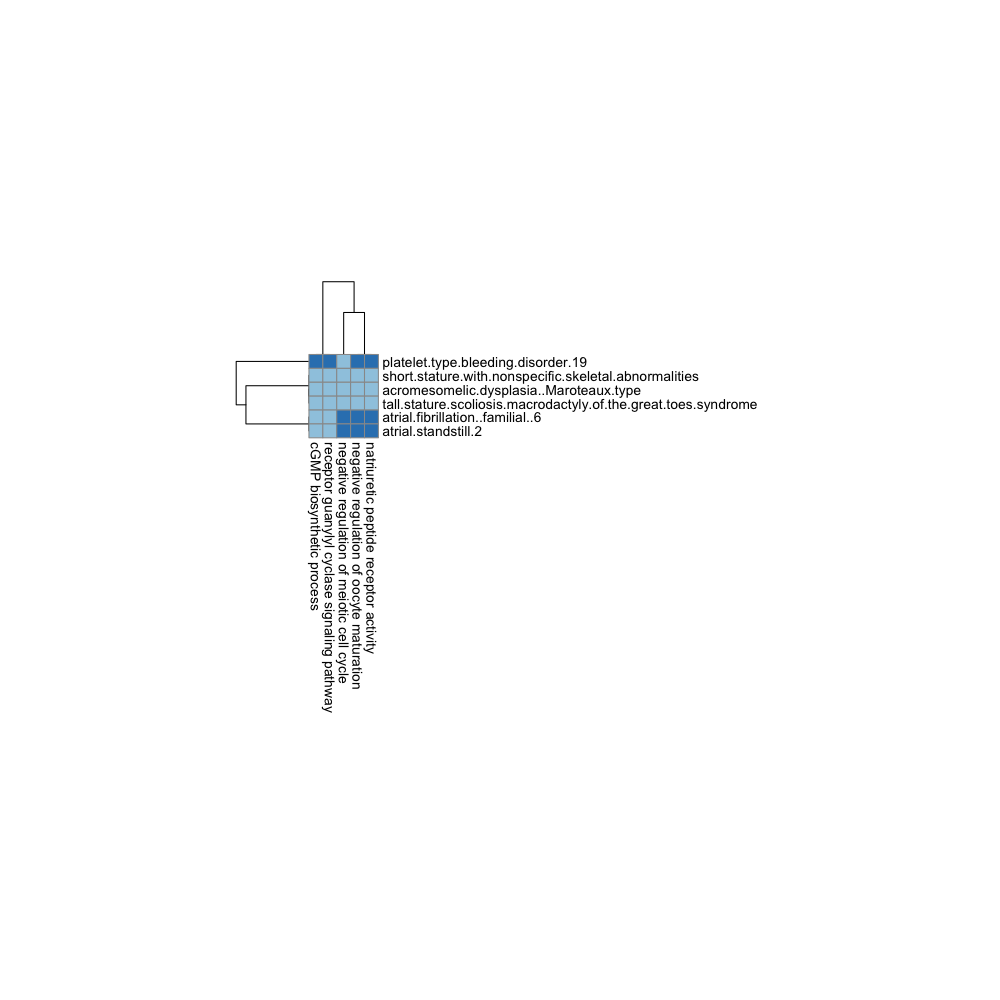 platelet.type.bleeding.disorder.19
short.stature.with.nonspecific.skeletal.abnormalities
acromesomelic.dysplasia..Maroteaux.type
tall.stature.scoliosis.macrodactyly.of.the.great.toes.syndrome
atrial.fibrillation..familial..6
atrial.standstill.2
cGMP biosynthetic process
receptor guanylyl cyclase signaling pathway
negative regulation of meiotic cell cycle
negative regulation of oocyte maturation
natriuretic peptide receptor activity